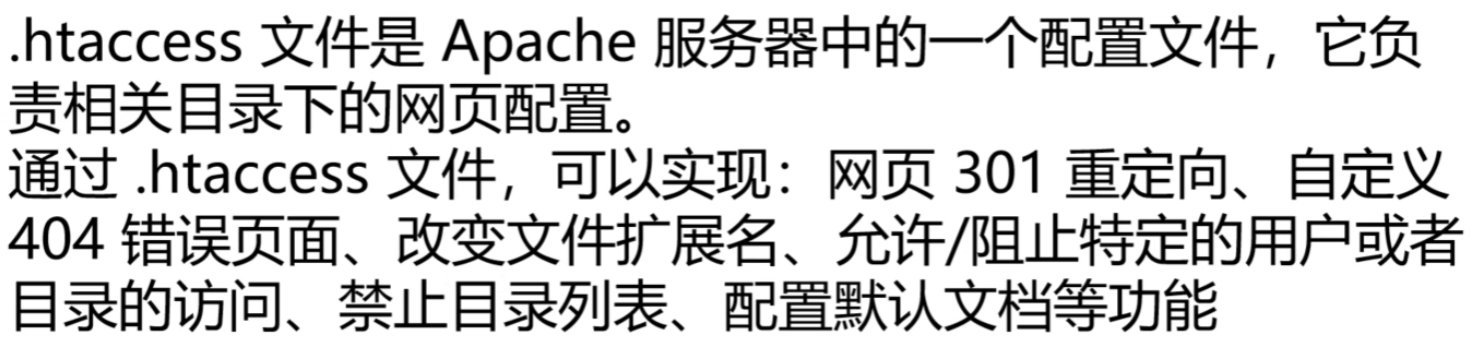 .htaccess 文件是 Apache 服务器中的一个配置文件，它负
责相关目录下的网页配置。
通过 .htaccess 文件，可以实现：网页 301 重定向、自定义
404 错误页面、改变文件扩展名、允许/阻止特定的用户或者
目录的访问、禁止目录列表、配置默认文档等功能